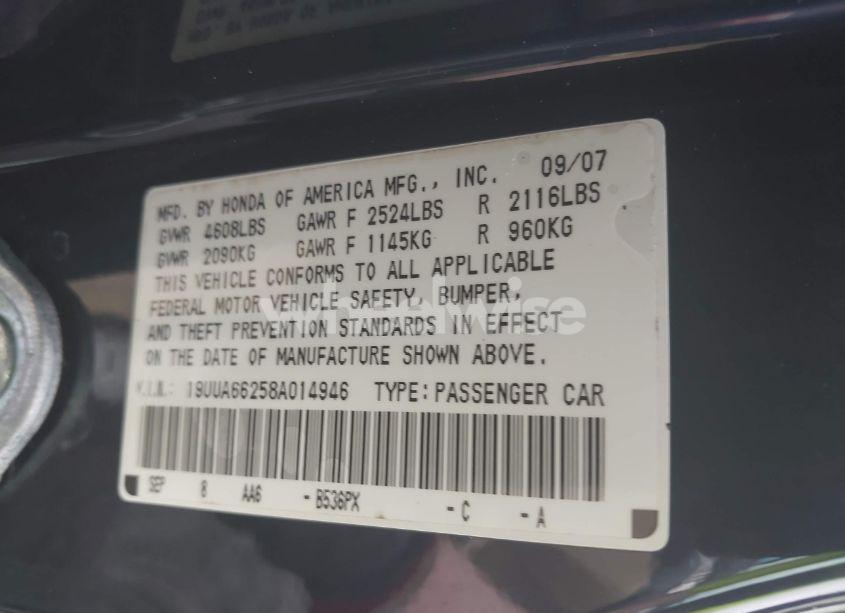 MFD. BY HONDA OF AMERICA MFG., INC. 09/07
GVWR 4608LBS GAWR F 2524LBS R 2116LBS
GVWR 2090KG GAWR F 1145KG R 960KG
THIS VEHICLE CONFORMS TO ALL APPLICABLE
FEDERAL MOTOR VEHICLE SAFETY, BUMPER,
AND THEFT PREVENTION STANDARDS IN EFFECT
ON THE DATE OF MANUFACTURE SHOWN ABOVE.
V.I.N.: 19UUA66258A014946 TYPE:PASSENGER CAR
SEP 8 AA6 - B536PX - C - A
wheelwise